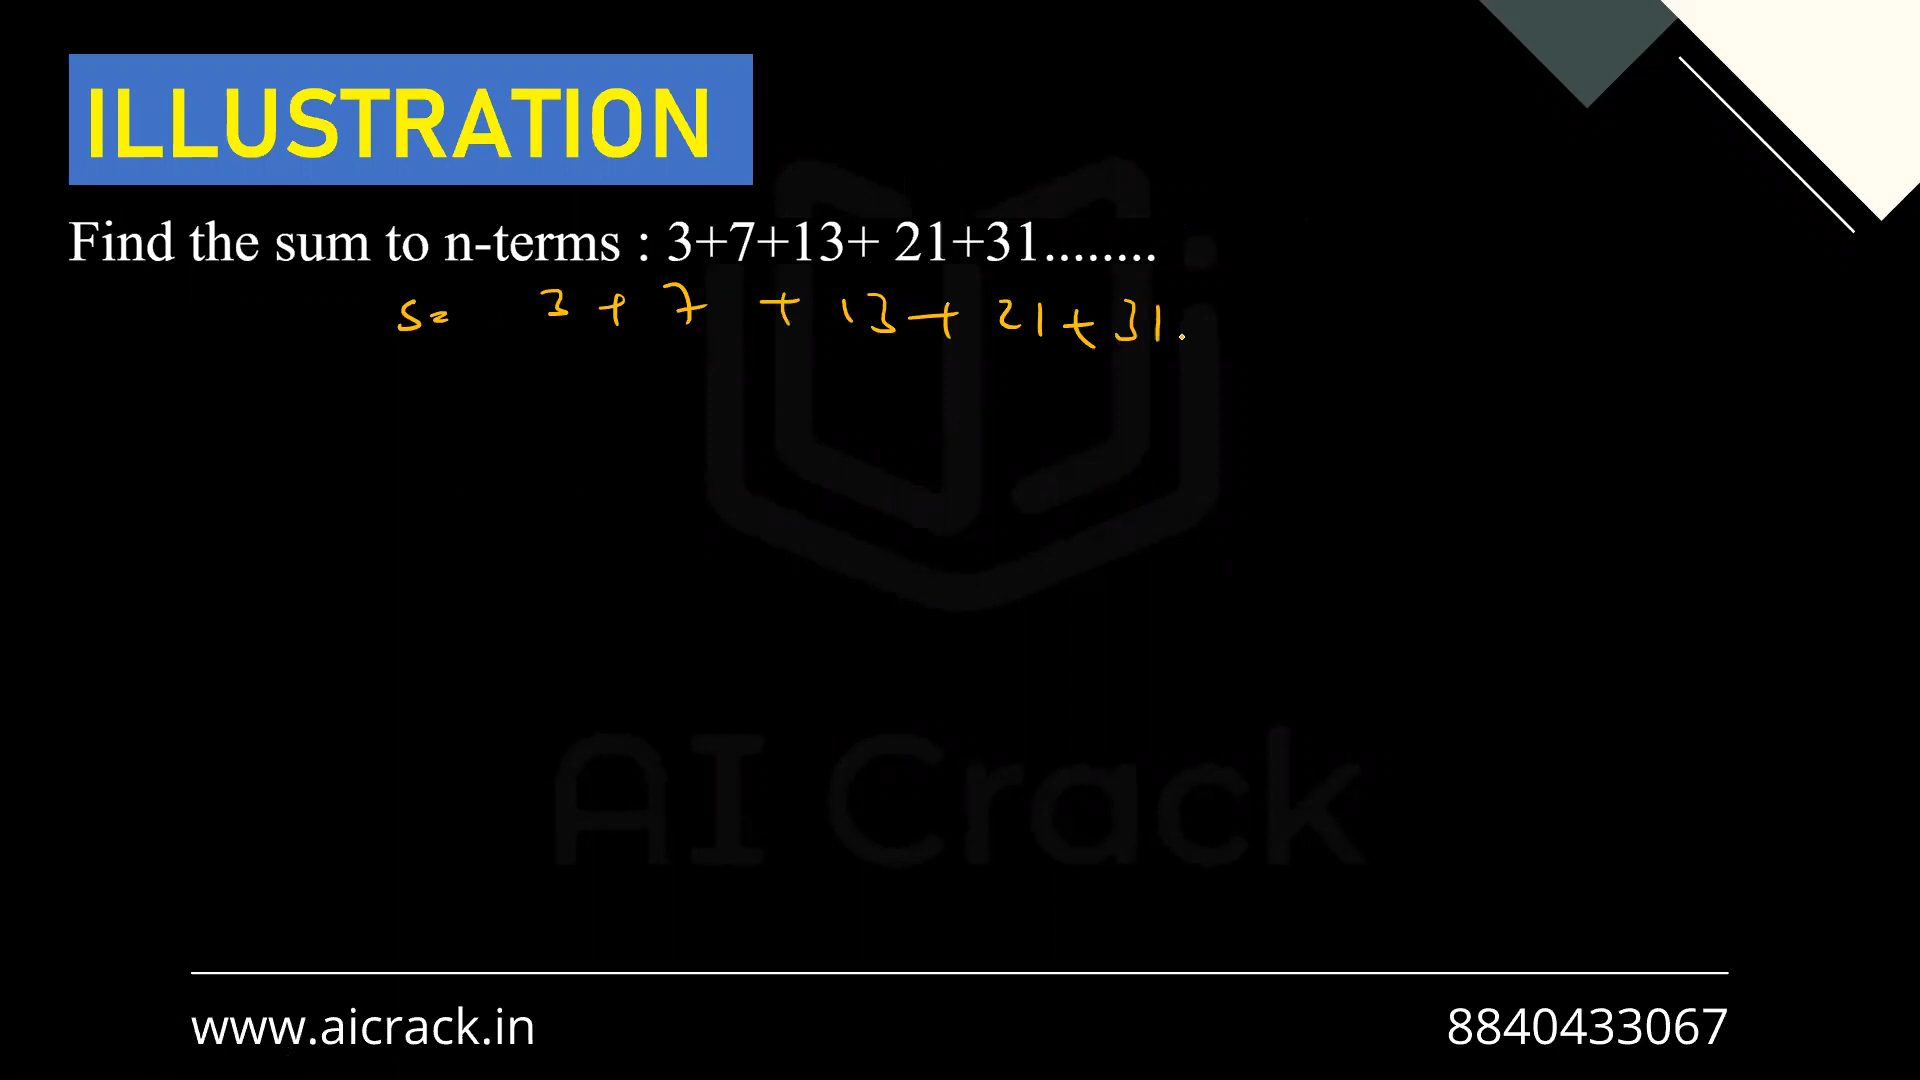 ILLUSTRATION
Find the sum to n-terms : 3+7+13+ 21+31........
S= 3 + 7 + 13 + 21 + 31.
AI Crack
www.aicrack.in
8840433067